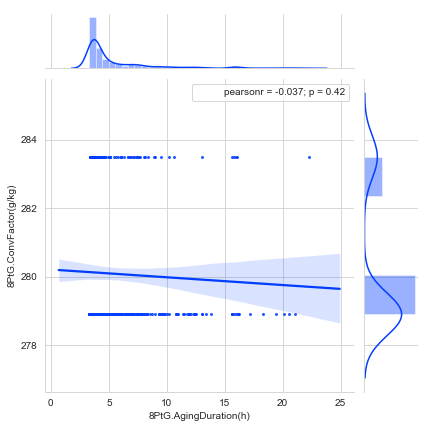 pearsonr = -0.037; p = 0.42
284
282
280
278
8PtG.ConvFactor(g/kg)
0 5 10 15 20 25
8PtG.AgingDuration(h)